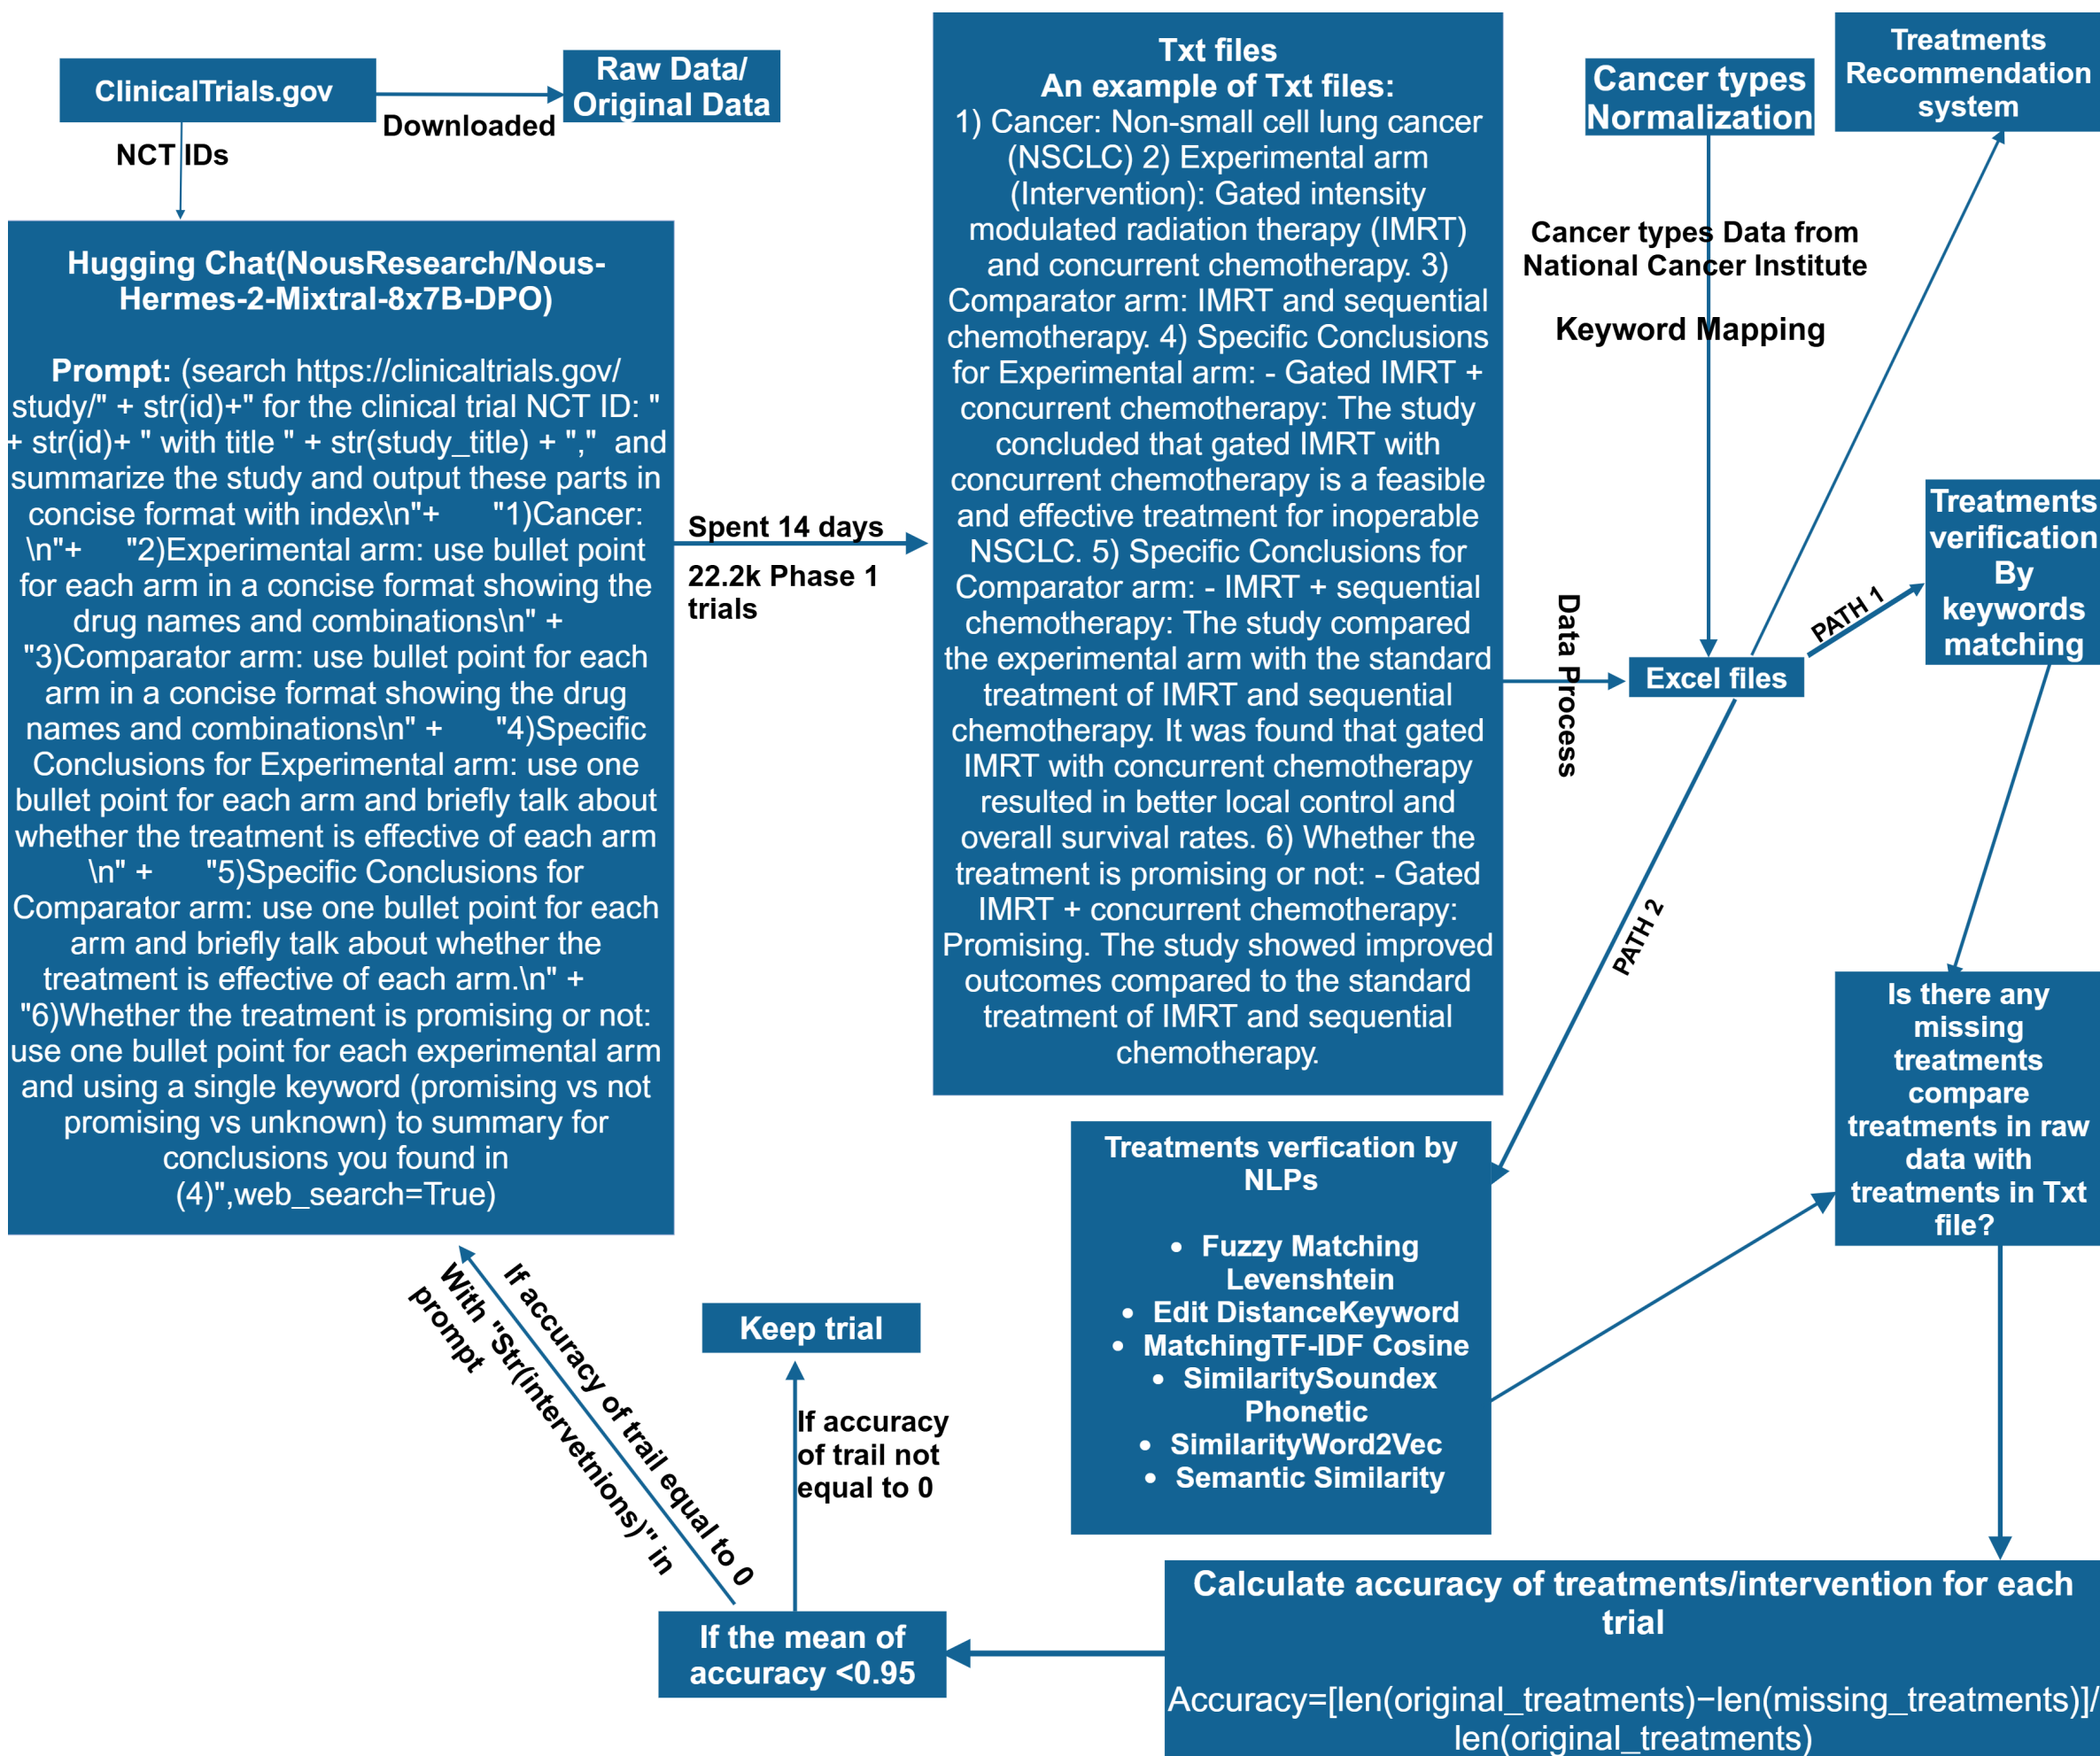 ClinicalTrials.gov
Downloaded
Raw Data/
Original Data
NCT IDs
Hugging Chat(NousResearch/Nous-
Hermes-2-Mixtral-8x7B-DPO)
Prompt: (search https://clinicaltrials.gov/
study/" + str(id)+" for the clinical trial NCT ID: "
+ str(id)+ " with title " + str(study_title) + "," and
summarize the study and output these parts in
concise format with index\n"+ "1)Cancer:
\n"+ "2)Experimental arm: use bullet point
for each arm in a concise format showing the
drug names and combinations\n" +
"3)Comparator arm: use bullet point for each
arm in a concise format showing the drug
names and combinations\n" + "4)Specific
Conclusions for Experimental arm: use one
bullet point for each arm and briefly talk about
whether the treatment is effective of each arm
\n" + "5)Specific Conclusions for
Comparator arm: use one bullet point for each
arm and briefly talk about whether the
treatment is effective of each arm.\n" +
"6)Whether the treatment is promising or not:
use one bullet point for each experimental arm
and using a single keyword (promising vs not
promising vs unknown) to summary for
conclusions you found in
(4)",web_search=True)
Spent 14 days
22.2k Phase 1
trials
Txt files
An example of Txt files:
1) Cancer: Non-small cell lung cancer
(NSCLC) 2) Experimental arm
(Intervention): Gated intensity
modulated radiation therapy (IMRT)
and concurrent chemotherapy. 3)
Comparator arm: IMRT and sequential
chemotherapy. 4) Specific Conclusions
for Experimental arm: - Gated IMRT +
concurrent chemotherapy: The study
concluded that gated IMRT with
concurrent chemotherapy is a feasible
and effective treatment for inoperable
NSCLC. 5) Specific Conclusions for
Comparator arm: - IMRT + sequential
chemotherapy: The study compared
the experimental arm with the standard
treatment of IMRT and sequential
chemotherapy. It was found that gated
IMRT with concurrent chemotherapy
resulted in better local control and
overall survival rates. 6) Whether the
treatment is promising or not: - Gated
IMRT + concurrent chemotherapy:
Promising. The study showed improved
outcomes compared to the standard
treatment of IMRT and sequential
chemotherapy.
Data Process
Cancer types
Normalization
Cancer types Data from
National Cancer Institute
Keyword Mapping
Excel files
Treatments
Recommendation
system
PATH 1
Treatments
verification
By
keywords
matching
PATH 2
Treatments verfication by
NLPs
• Fuzzy Matching
Levenshtein
• Edit DistanceKeyword
• MatchingTF-IDF Cosine
• SimilaritySoundex
Phonetic
• SimilarityWord2Vec
• Semantic Similarity
Is there any
missing
treatments
compare
treatments in raw
data with
treatments in Txt
file?
Calculate accuracy of treatments/intervention for each
trial
Accuracy=[len(original_treatments)−len(missing_treatments)]/
len(original_treatments)
If the mean of
accuracy <0.95
If accuracy
of trail not
equal to 0
Keep trial
If accuracy of trail equal to 0
With "Str(intervetnions)" in
prompt